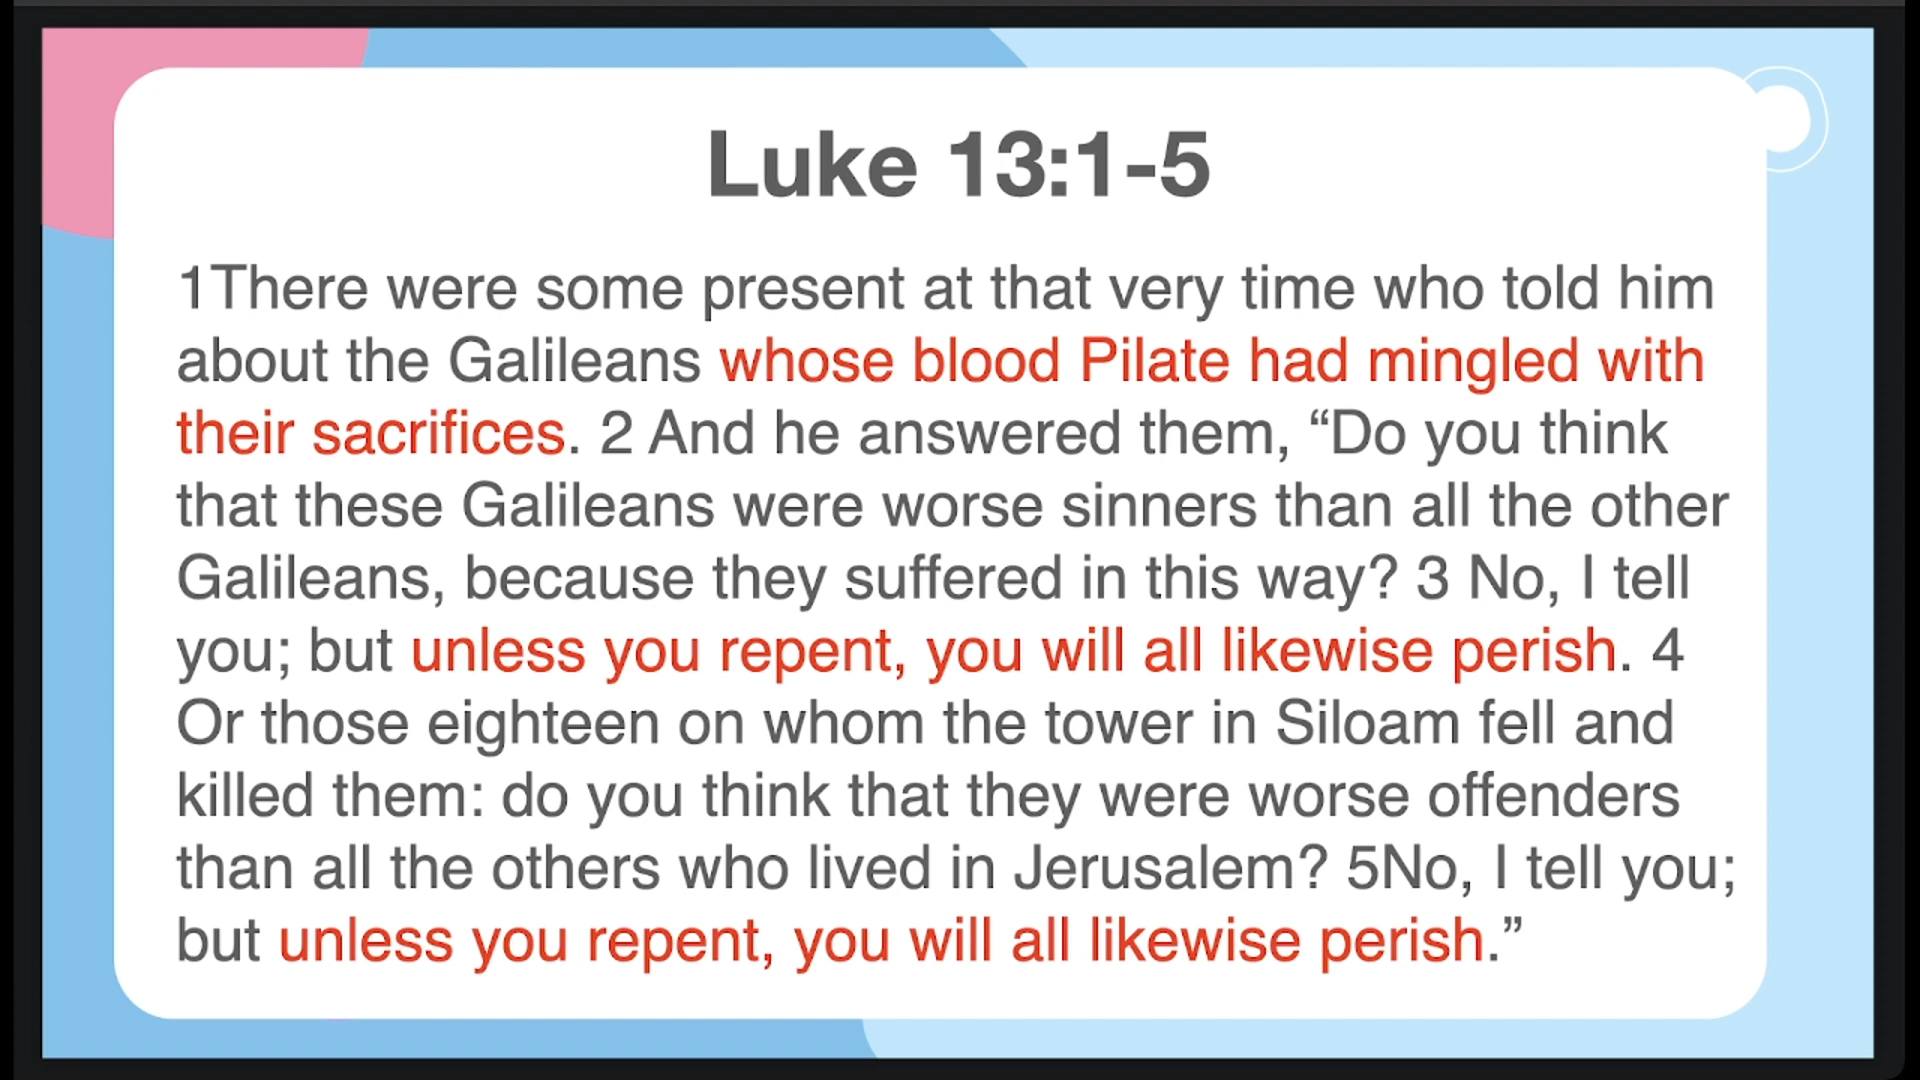 Luke 13:1-5
1There were some present at that very time who told him
about the Galileans whose blood Pilate had mingled with
their sacrifices. 2 And he answered them, “Do you think
that these Galileans were worse sinners than all the other
Galileans, because they suffered in this way? 3 No, I tell
you; but unless you repent, you will all likewise perish. 4
Or those eighteen on whom the tower in Siloam fell and
killed them: do you think that they were worse offenders
than all the others who lived in Jerusalem? 5No, I tell you;
but unless you repent, you will all likewise perish.”